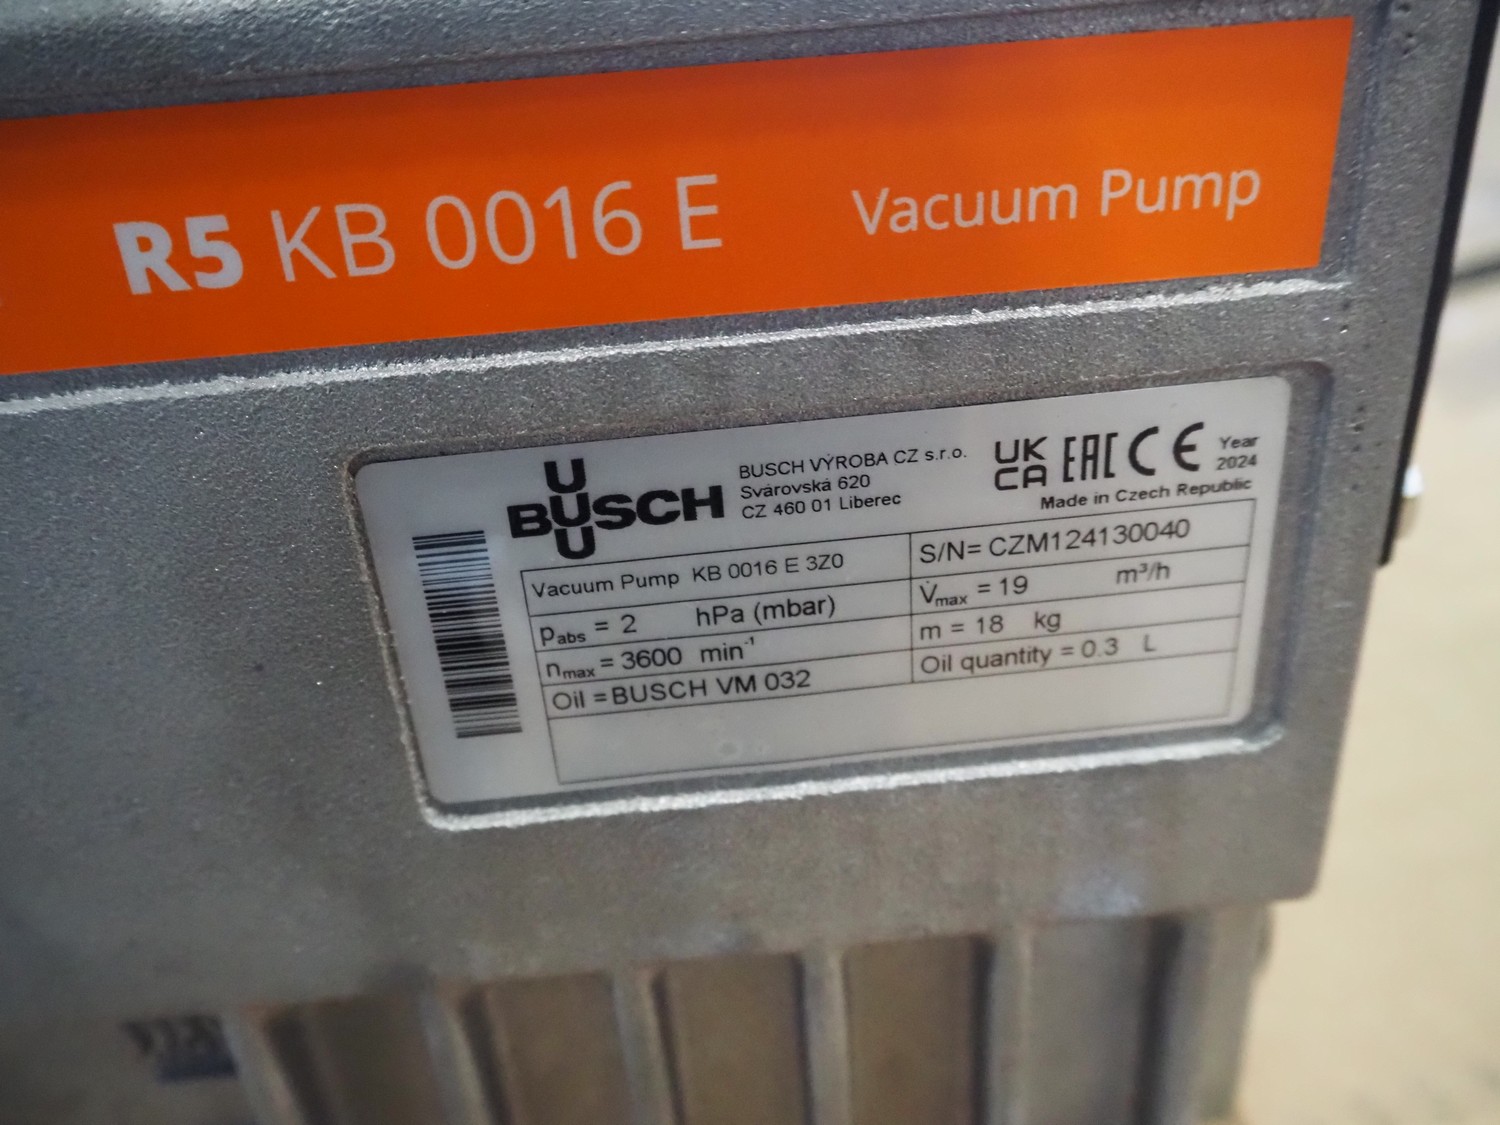 R5 KB 0016 E Vacuum Pump
BUSCH
BUSCH VÝROBA CZ s.r.o.
Svárovská 620
CZ 460 01 Liberec
UK CA EAC CE
Year
2024
Made in Czech Republic
Vacuum Pump KB 0016 E 3Z0
S/N= CZM124130040
pabs = 2 hPa (mbar)
V̇max = 19 m³/h
nmax = 3600 min⁻¹
m = 18 kg
Oil =BUSCH VM 032
Oil quantity = 0.3 L